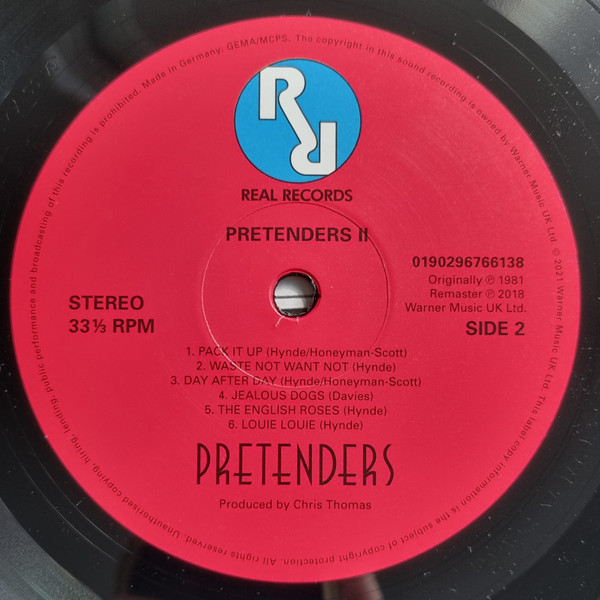 RR
REAL RECORDS
PRETENDERS II
0190296766138
Originally ℗ 1981
Remaster ℗ 2018
Warner Music UK Ltd.
STEREO
33⅓ RPM
SIDE 2
1. PACK IT UP (Hynde/Honeyman-Scott)
2. WASTE NOT WANT NOT (Hynde)
3. DAY AFTER DAY (Hynde/Honeyman-Scott)
4. JEALOUS DOGS (Davies)
5. THE ENGLISH ROSES (Hynde)
6. LOUIE LOUIE (Hynde)
PRETENDERS
Produced by Chris Thomas
Made in Germany. GEMA/MCPS. The copyright in this sound recording is owned by Warner Music UK Ltd. © 2021 Warner Music UK Ltd. This label copy information is the subject of copyright protection. All rights reserved. Unauthorised copying, hiring, lending, public performance and broadcasting of this recording is prohibited.